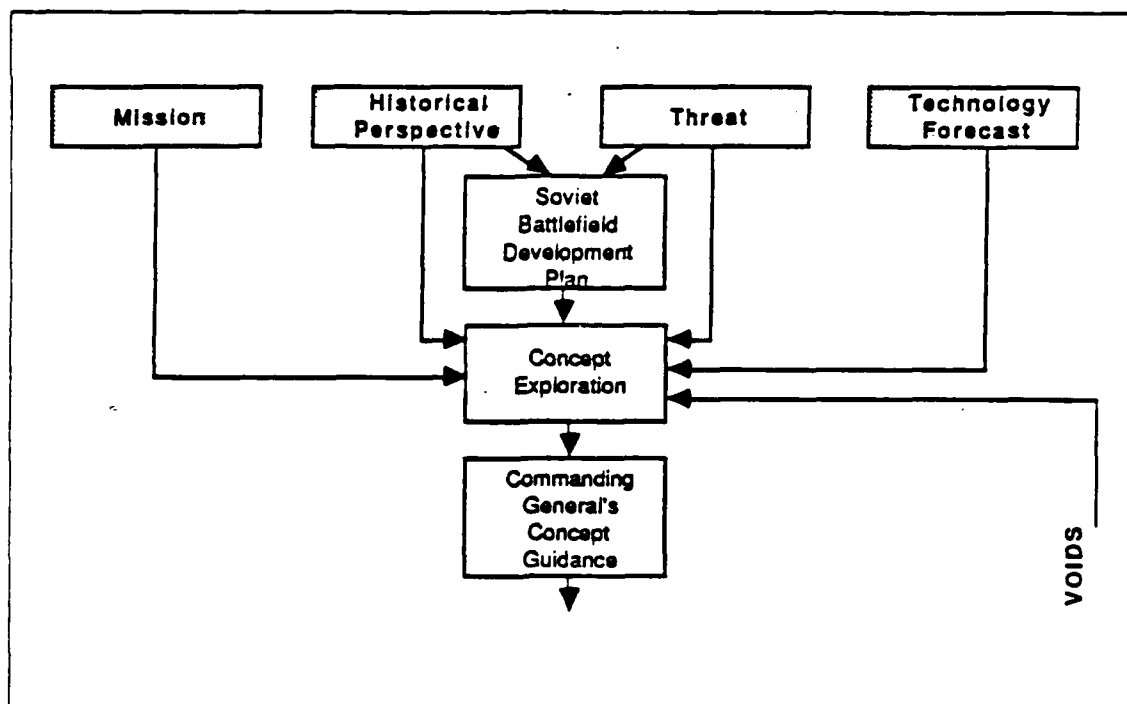 Mission
Historical
Perspective
Threat
Technology
Forecast
Soviet
Battlefield
Development
Plan
Concept
Exploration
Commanding
General's
Concept
Guidance
VOIDS